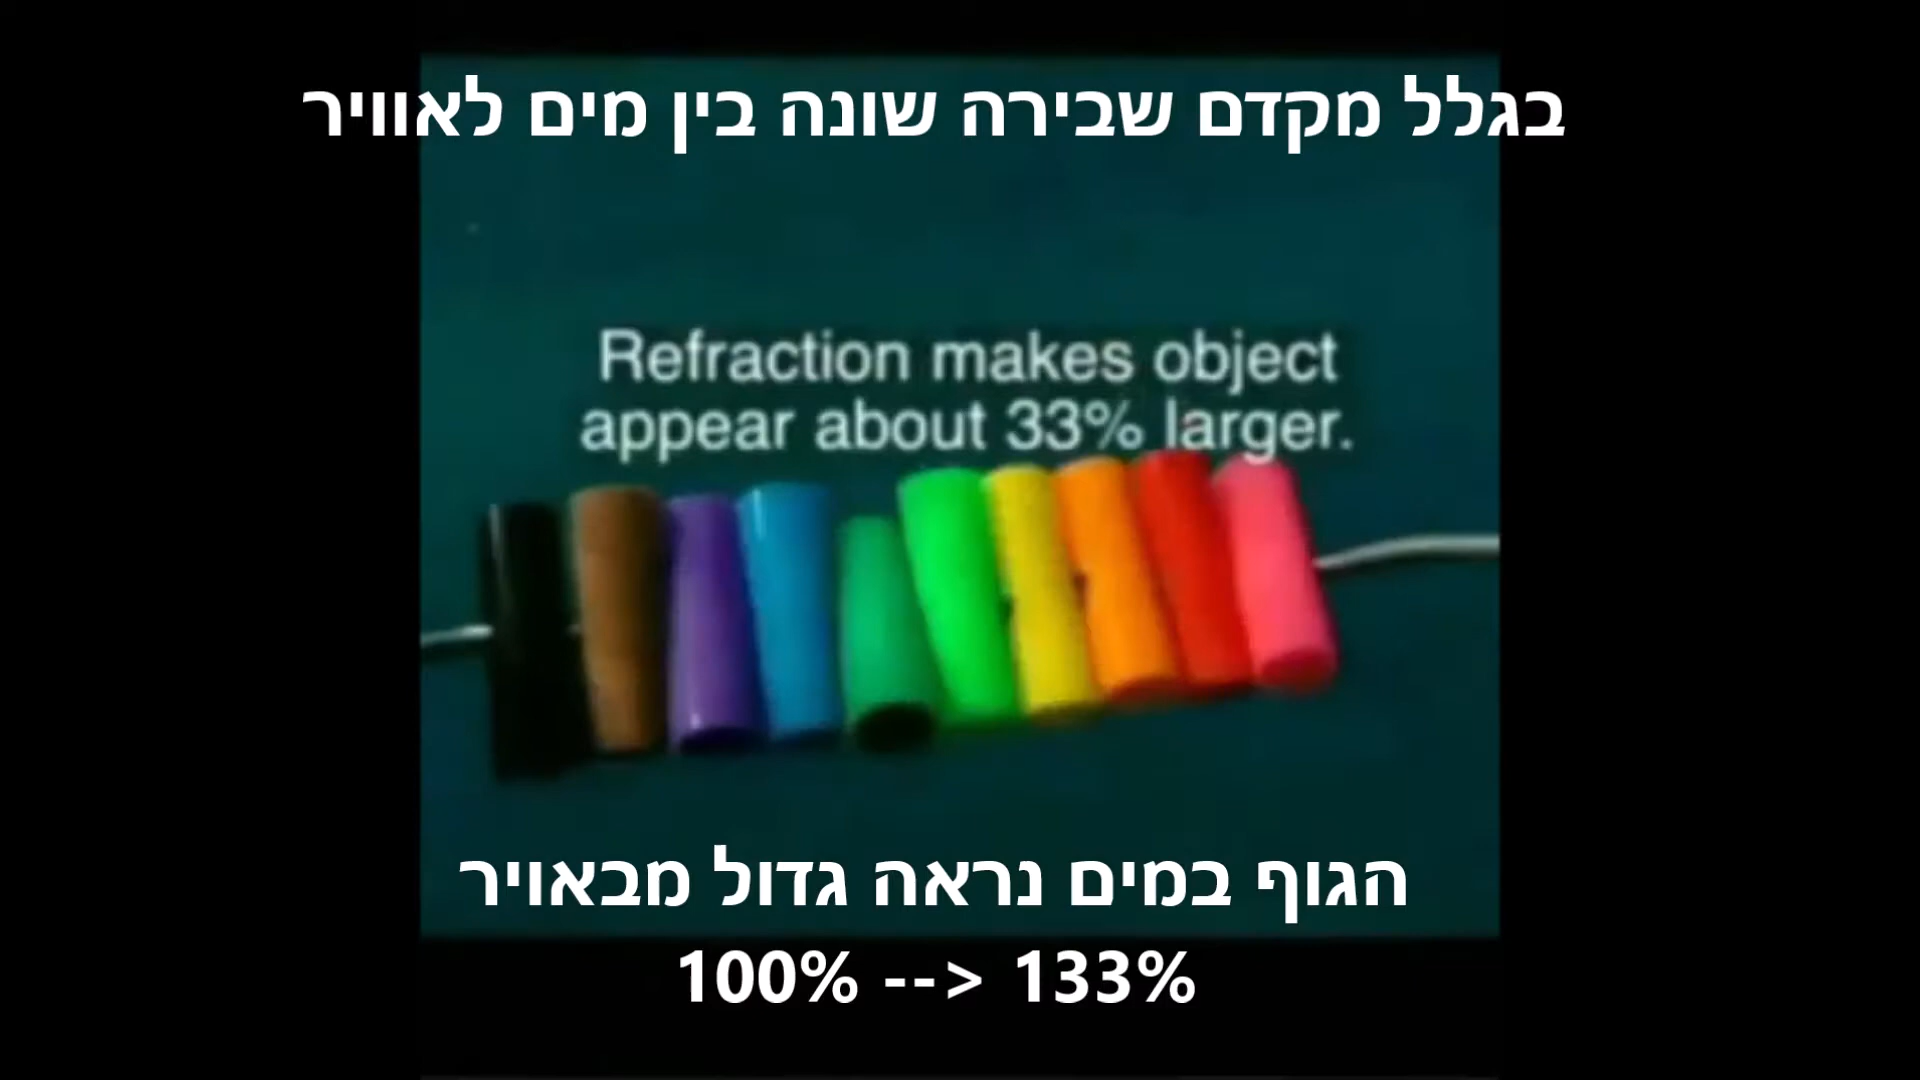 בגלל מקדם שבירה שונה בין מים לאוויר
Refraction makes object
appear about 33% larger.
הגוף במים נראה גדול מבאויר
100% --> 133%